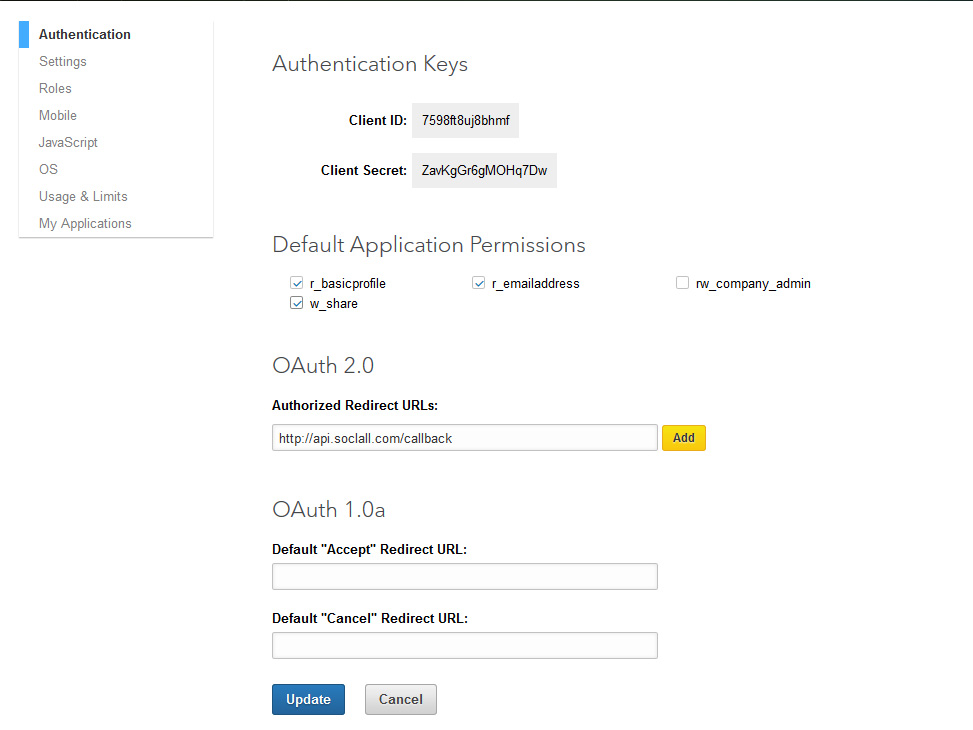 Authentication
Settings
Roles
Mobile
JavaScript
OS
Usage & Limits
My Applications
Authentication Keys
Client ID: 7598ft8uj8bhmf
Client Secret: ZavKgGr6gMOHq7Dw
Default Application Permissions
r_basicprofile r_emailaddress rw_company_admin
w_share
OAuth 2.0
Authorized Redirect URLs:
http://api.soclall.com/callback Add
OAuth 1.0a
Default "Accept" Redirect URL:
Default "Cancel" Redirect URL:
Update Cancel